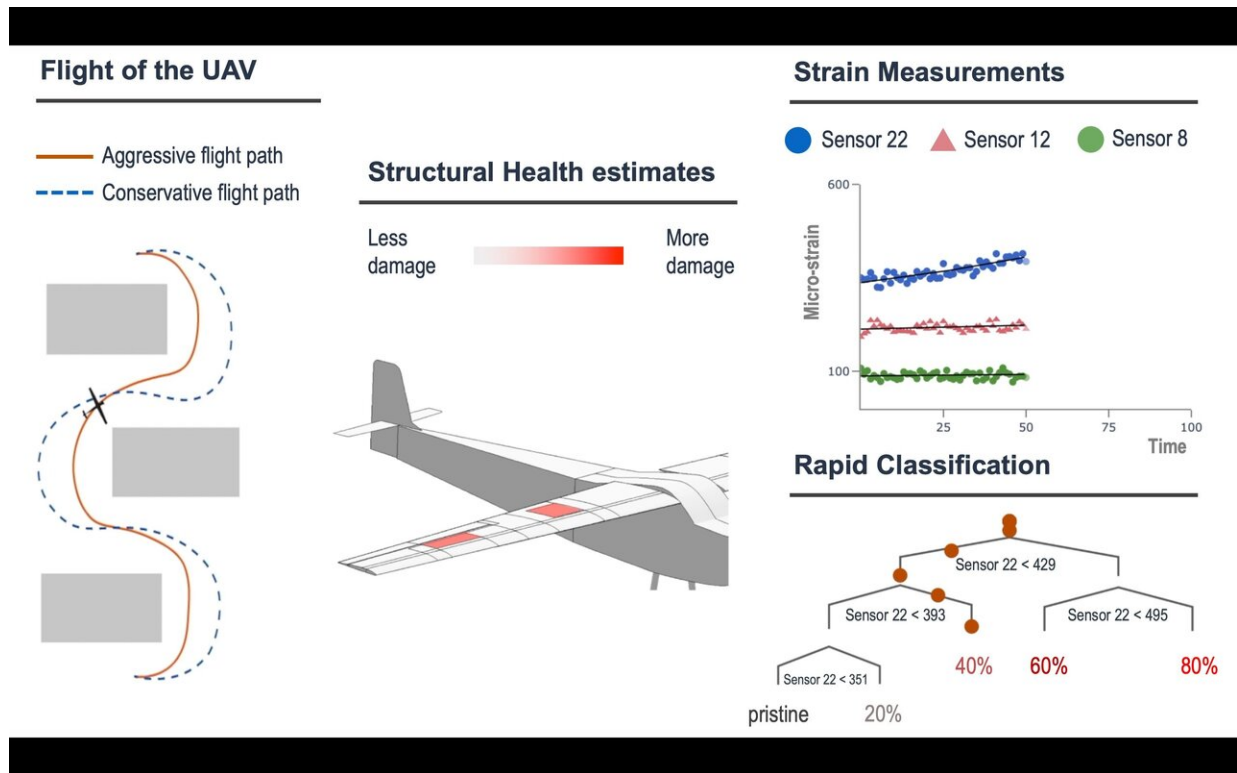 Flight of the UAV
Aggressive flight path
Conservative flight path
Structural Health estimates
Less
damage
More
damage
Strain Measurements
Sensor 22
Sensor 12
Sensor 8
600
Micro-strain
100
25
50
75
100
Time
Rapid Classification
Sensor 22 < 429
Sensor 22 < 393
Sensor 22 < 495
40%
60%
80%
Sensor 22 < 351
pristine
20%